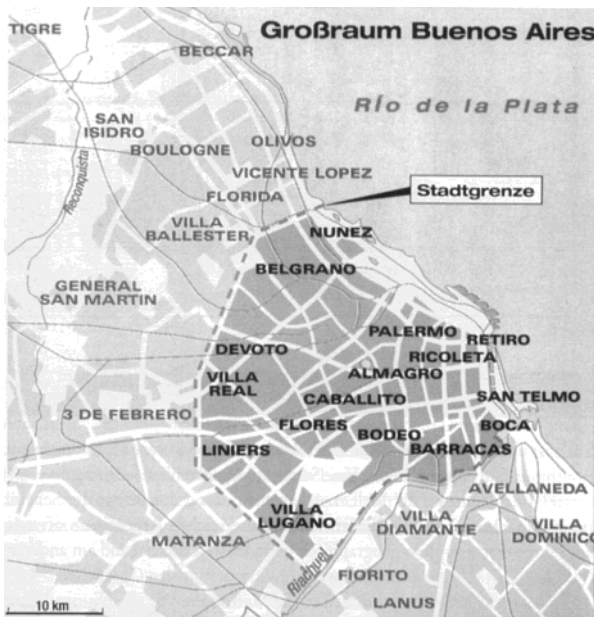 Großraum Buenos Aires
TIGRE
BECCAR
Río de la Plata
SAN
ISIDRO
OLIVOS
BOULOGNE
VICENTE LOPEZ
Reconquista
FLORIDA
Stadtgrenze
VILLA
BALLESTER
NUNEZ
BELGRANO
GENERAL
SAN MARTIN
PALERMO
RETIRO
DEVOTO
RICOLETA
VILLA
REAL
ALMAGRO
CABALLITO
SAN TELMO
3 DE FEBRERO
FLORES
BOCA
BODEO
LINIERS
BARRACAS
AVELLANEDA
VILLA
LUGANO
VILLA
DIAMANTE
VILLA
DOMINICO
MATANZA
Riachuel
FIORITO
LANUS
10 km